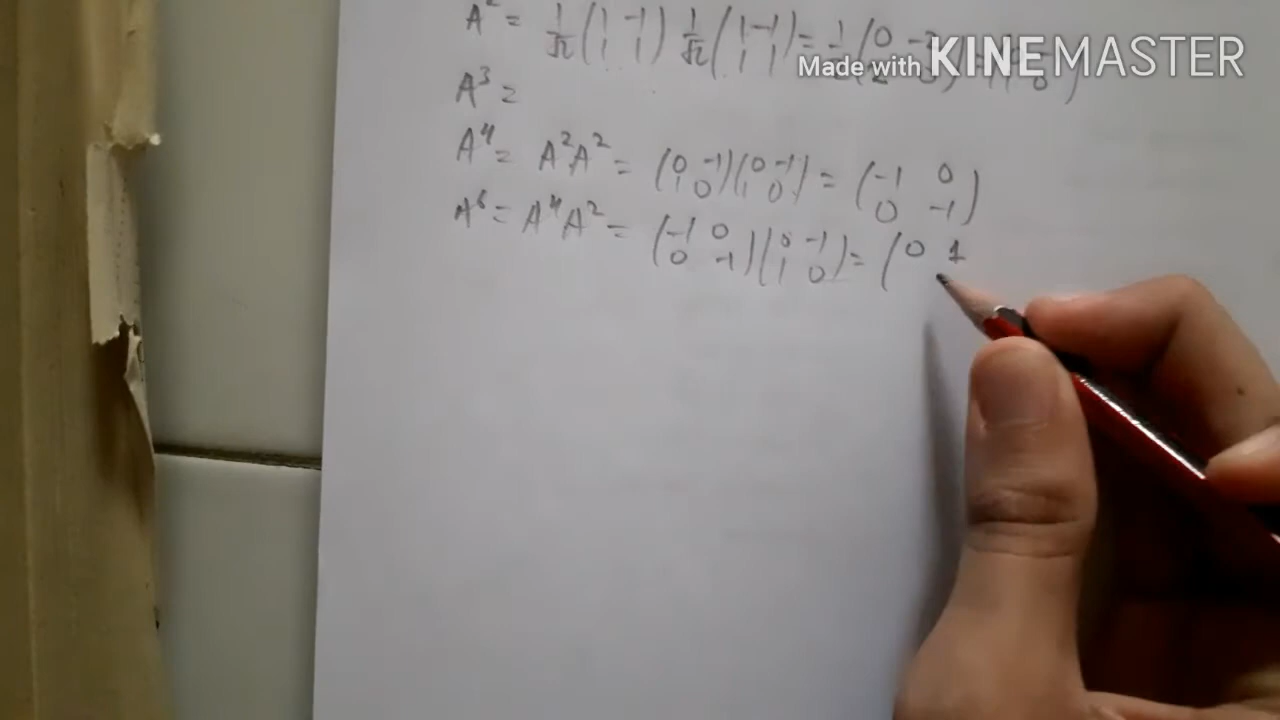 A² = 1/√2 (1 -1 / 1 1) 1/√2 (1 -1 / 1 1) = 1/2 (0 -2 / 2 0)
Made with KINEMASTER
A³ =
A⁴ = A²A² = (0 -1 / 1 0)(0 -1 / 1 0) = (-1 0 / 0 -1)
A⁶ = A⁴A² = (-1 0 / 0 -1)(0 -1 / 1 0) = (0 1